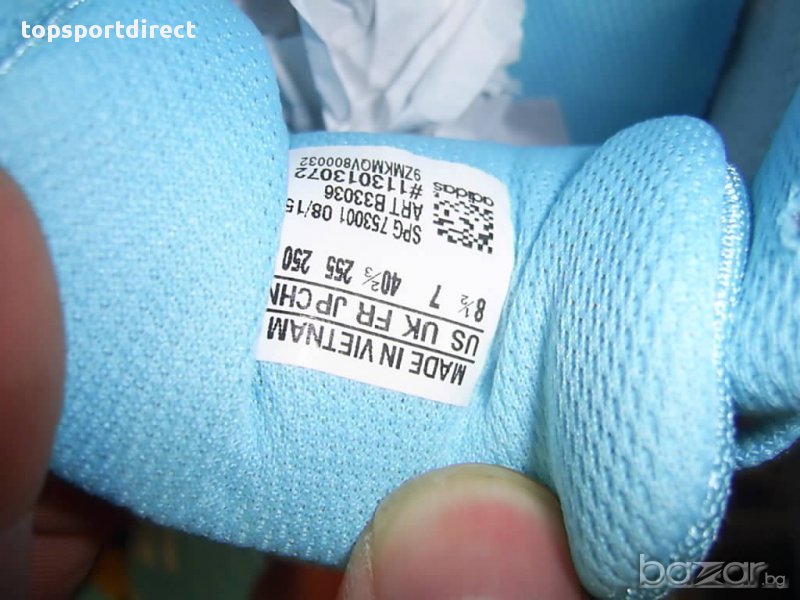 topsportdirect
MADE IN VIETNAM
US UK FR JP CHN
8½ 7 40⅔ 255 250
SPG 753001 08/15
ART B33036
#113013072
9ZMKMQV800032
adidas
bazar.bg